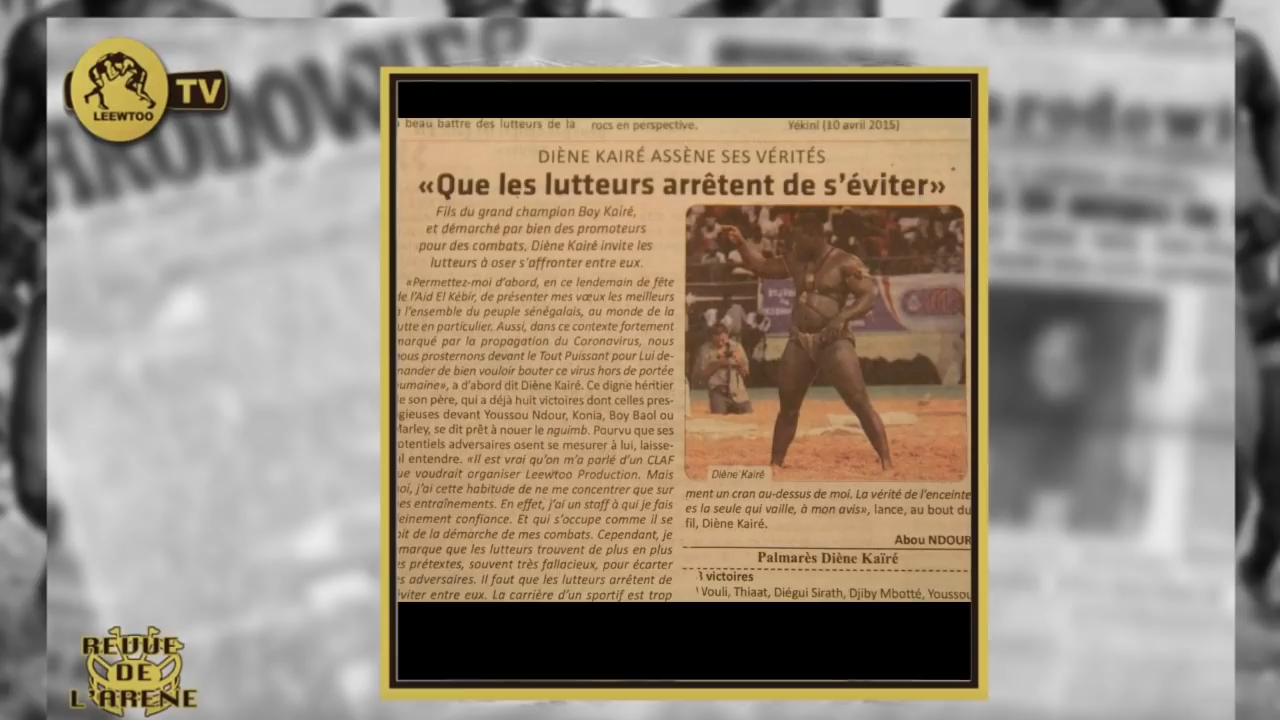 LEEWTOO
TV
beau battre des lutteurs de la
rocs en perspective.
Yékini (10 avril 2015)
DIÈNE KAIRÉ ASSÈNE SES VÉRITÉS
«Que les lutteurs arrêtent de s'éviter»
Fils du grand champion Boy Kairé,
et démarché par bien des promoteurs
pour des combats, Diène Kairé invite les
lutteurs à oser s'affronter entre eux.
«Permettez-moi d'abord, en ce lendemain de fête
de l'Aid El Kébir, de présenter mes vœux les meilleurs
à l'ensemble du peuple sénégalais, au monde de la
utte en particulier. Aussi, dans ce contexte fortement
marqué par la propagation du Coronavirus, nous
nous prosternons devant le Tout Puissant pour Lui de-
mander de bien vouloir bouter ce virus hors de portée
umaine», a d'abord dit Diène Kairé. Ce digne héritier
e son père, qui a déjà huit victoires dont celles pres-
gieuses devant Youssou Ndour, Konia, Boy Baol ou
Marley, se dit prêt à nouer le nguimb. Pourvu que ses
otentiels adversaires osent se mesurer à lui, laisse-
il entendre. «Il est vrai qu'on m'a parlé d'un CLAF
ue voudrait organiser Leewtoo Production. Mais
oi, j'ai cette habitude de ne me concentrer que sur
es entraînements. En effet, j'ai un staff à qui je fais
leinement confiance. Et qui s'occupe comme il se
oit de la démarche de mes combats. Cependant, je
marque que les lutteurs trouvent de plus en plus
es prétextes, souvent très fallacieux, pour écarter
s adversaires. Il faut que les lutteurs arrêtent de
éviter entre eux. La carrière d'un sportif est trop
Diène Kairé
ment un cran au-dessus de moi. La vérité de l'enceinte
es la seule qui vaille, à mon avis», lance, au bout du
fil, Diène Kairé.
Abou NDOUR
Palmarès Diène Kaïré
victoires
Vouli, Thiaat, Diégui Sirath, Djiby Mbotté, Youssou
REVUE
DE
L'ARENE